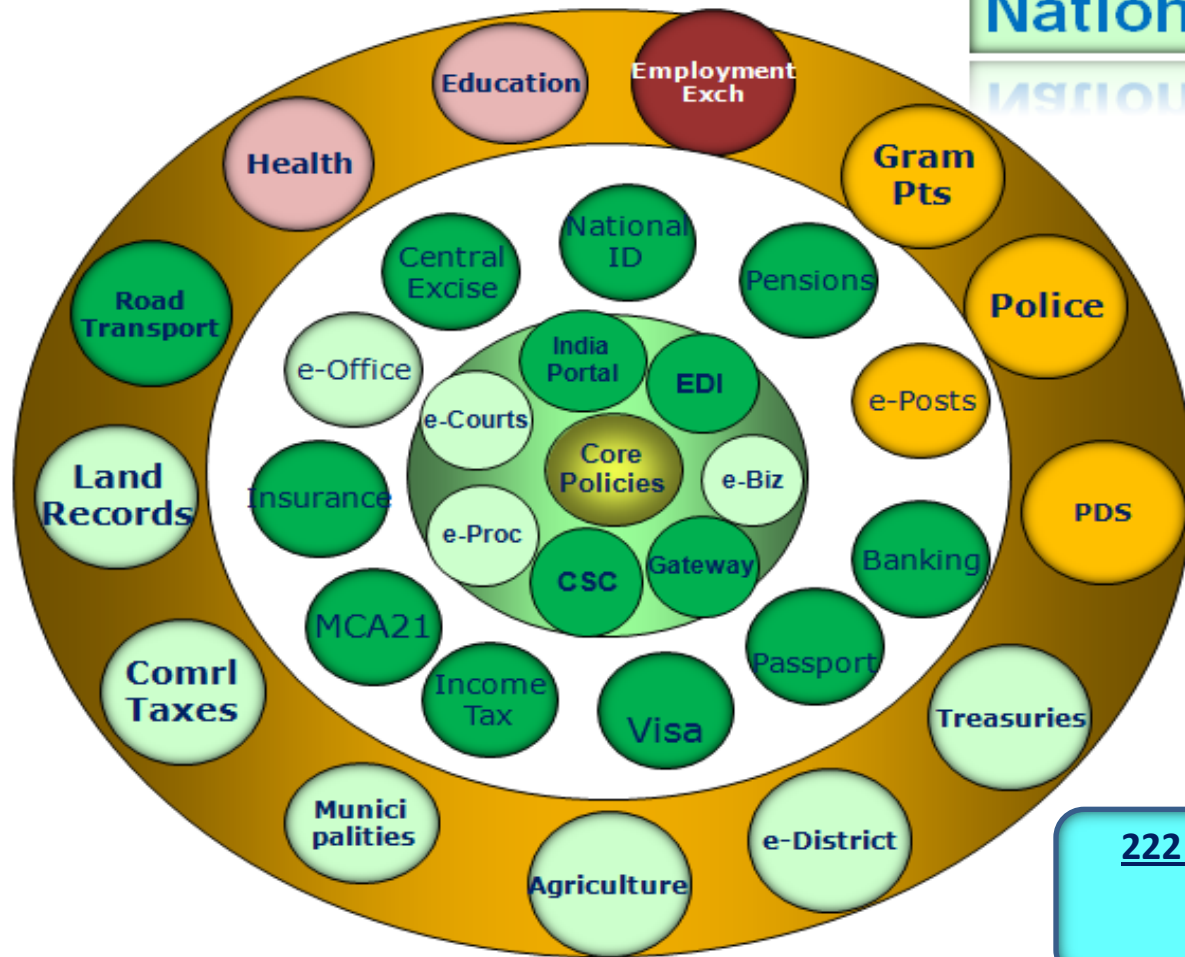 Nation
Education
Employment
Exch
Health
Gram
Pts
National
ID
Central
Excise
Pensions
Road
Transport
Police
India
Portal
e-Office
EDI
e-Posts
e-Courts
Core
Policies
Land
Records
Insurance
e-Biz
PDS
e-Proc
Banking
Gateway
CSC
MCA21
Passport
Comrl
Taxes
Income
Tax
Visa
Treasuries
Munici
palities
e-District
Agriculture
222